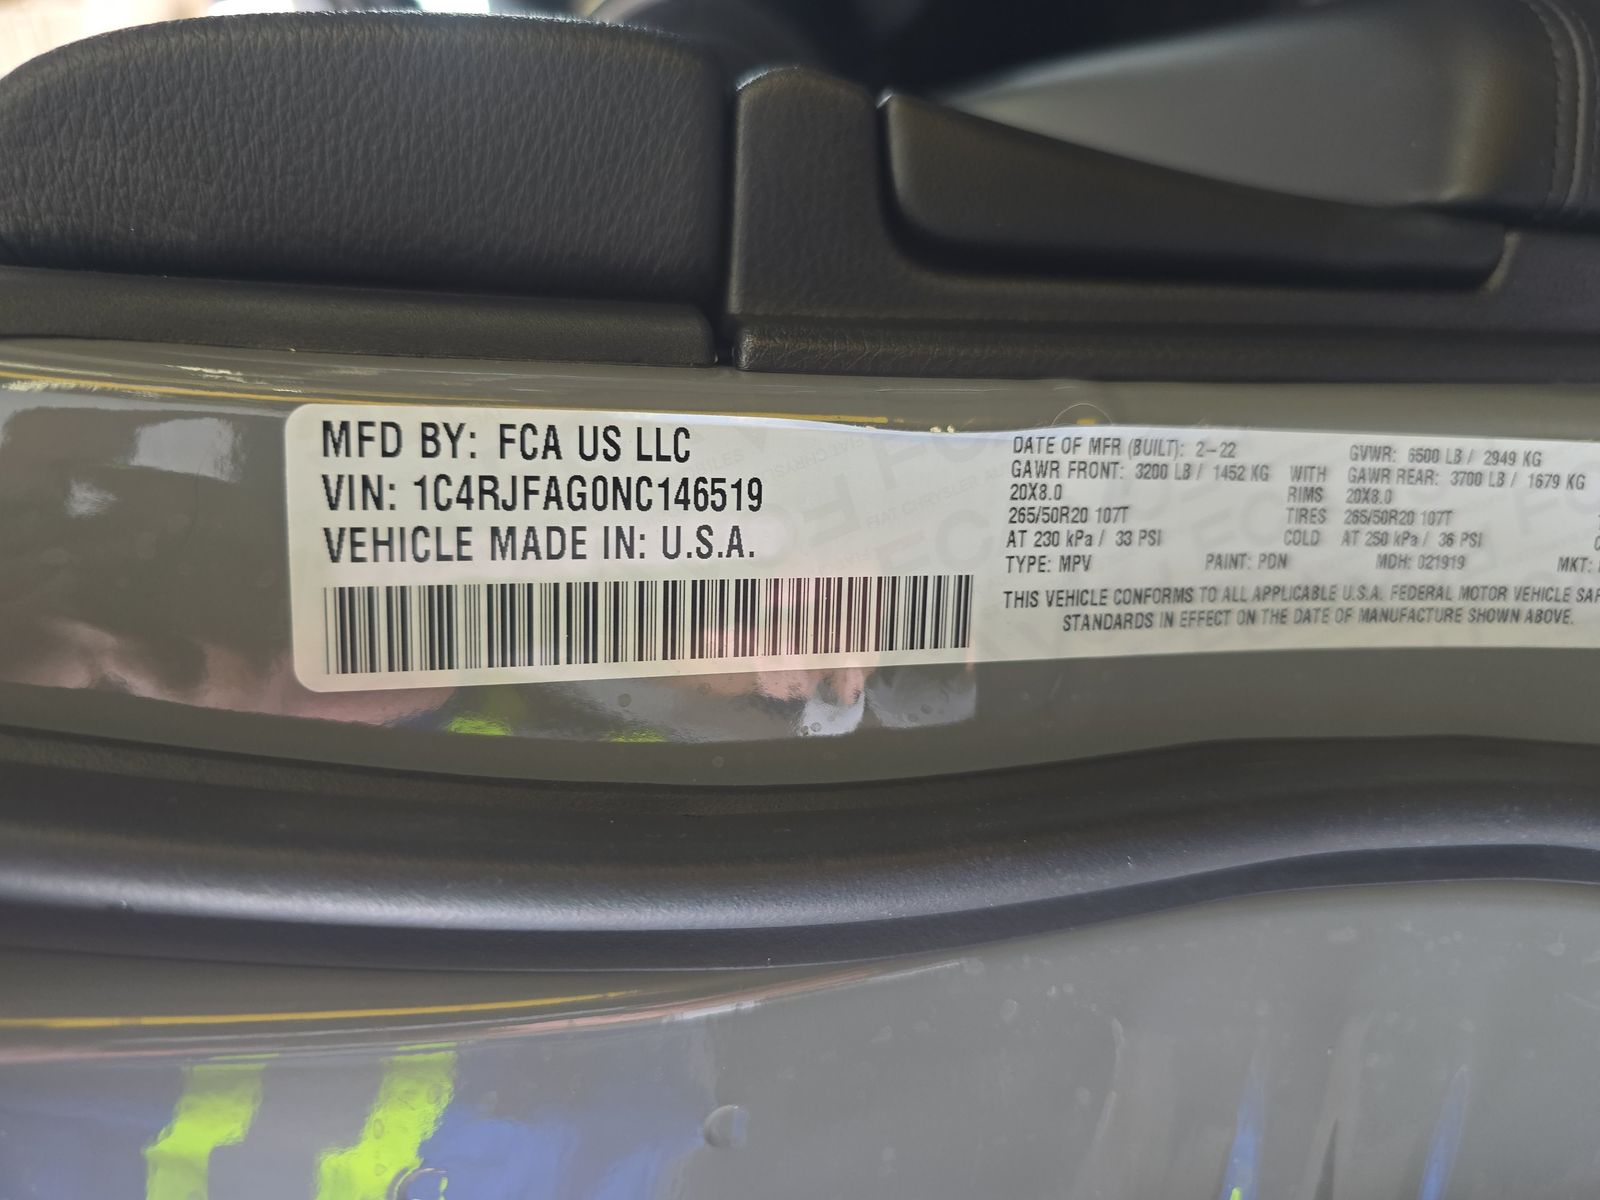 MFD BY: FCA US LLC
VIN: 1C4RJFAG0NC146519
VEHICLE MADE IN: U.S.A.
DATE OF MFR (BUILT): 2-22 GVWR: 6500 LB / 2949 KG
GAWR FRONT: 3200 LB / 1452 KG WITH GAWR REAR: 3700 LB / 1679 KG
20X8.0 RIMS 20X8.0
265/50R20 107T TIRES 265/50R20 107T
AT 230 kPa / 33 PSI COLD AT 250 kPa / 36 PSI
TYPE: MPV PAINT: PDN MDH: 021919 MKT:
THIS VEHICLE CONFORMS TO ALL APPLICABLE U.S.A. FEDERAL MOTOR VEHICLE SAF
STANDARDS IN EFFECT ON THE DATE OF MANUFACTURE SHOWN ABOVE.